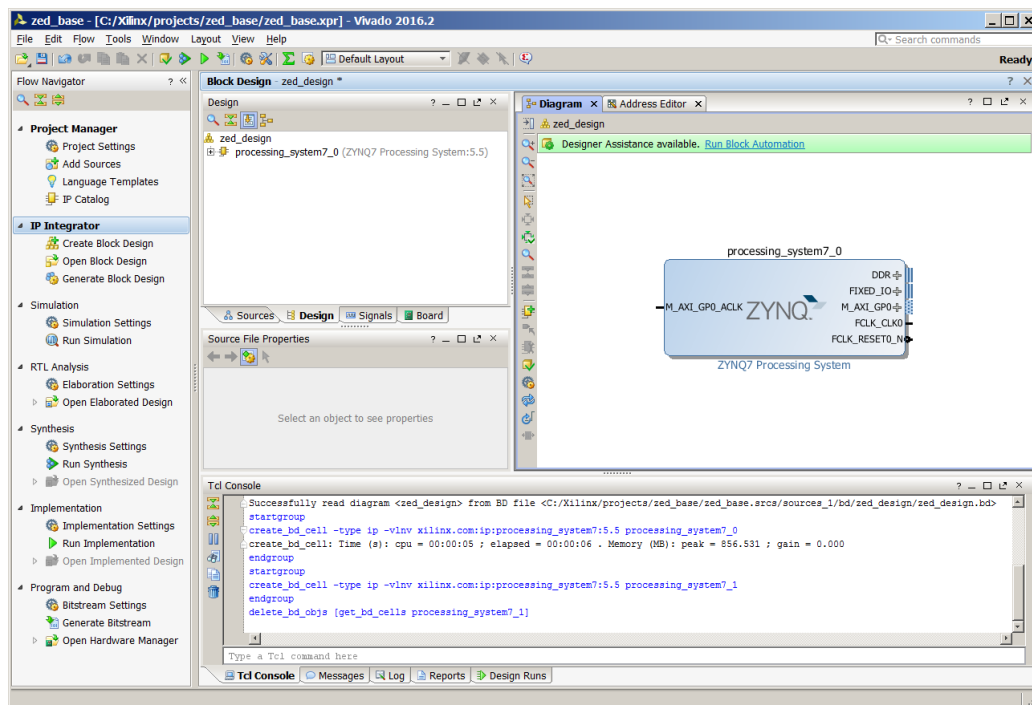 zed_base - [C:/Xilinx/projects/zed_base/zed_base.xpr] - Vivado 2016.2
File Edit Flow Tools Window Layout View Help
Search commands
Default Layout
Ready
Flow Navigator
Project Manager
Project Settings
Add Sources
Language Templates
IP Catalog
IP Integrator
Create Block Design
Open Block Design
Generate Block Design
Simulation
Simulation Settings
Run Simulation
RTL Analysis
Elaboration Settings
Open Elaborated Design
Synthesis
Synthesis Settings
Run Synthesis
Open Synthesized Design
Implementation
Implementation Settings
Run Implementation
Open Implemented Design
Program and Debug
Bitstream Settings
Generate Bitstream
Open Hardware Manager
Block Design - zed_design *
Design
zed_design
processing_system7_0 (ZYNQ7 Processing System:5.5)
Sources Design Signals Board
Source File Properties
Select an object to see properties
Diagram Address Editor
zed_design
Designer Assistance available. Run Block Automation
processing_system7_0
DDR
FIXED_IO
M_AXI_GP0_ACLK ZYNQ M_AXI_GP0
FCLK_CLK0
FCLK_RESET0_N
ZYNQ7 Processing System
Tcl Console
Successfully read diagram <zed_design> from BD file <C:/Xilinx/projects/zed_base/zed_base.srcs/sources_1/bd/zed_design/zed_design.bd>
startgroup
create_bd_cell -type ip -vlnv xilinx.com:ip:processing_system7:5.5 processing_system7_0
create_bd_cell: Time (s): cpu = 00:00:05 ; elapsed = 00:00:06 . Memory (MB): peak = 856.531 ; gain = 0.000
endgroup
startgroup
create_bd_cell -type ip -vlnv xilinx.com:ip:processing_system7:5.5 processing_system7_1
endgroup
delete_bd_objs [get_bd_cells processing_system7_1]
Type a Tcl command here
Tcl Console Messages Log Reports Design Runs